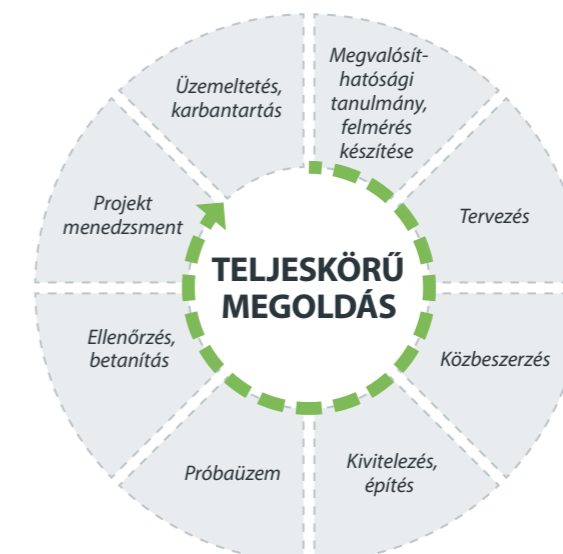 Megvalósít-
hatósági
tanulmány,
felmérés
készítése
Tervezés
Közbeszerzés
Kivitelezés,
építés
Próbaüzem
Ellenőrzés,
betanítás
Projekt
menedzsment
Üzemeltetés,
karbantartás
TELJESKÖRŰ
MEGOLDÁS